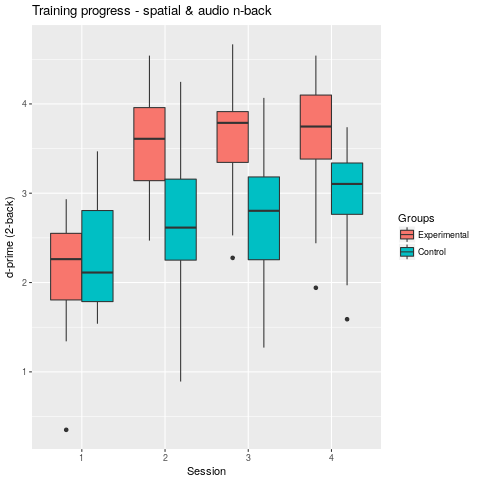 Training progress - spatial & audio n-back
d-prime (2-back)
4
3
2
1
1 2 3 4
Session
Groups
Experimental
Control